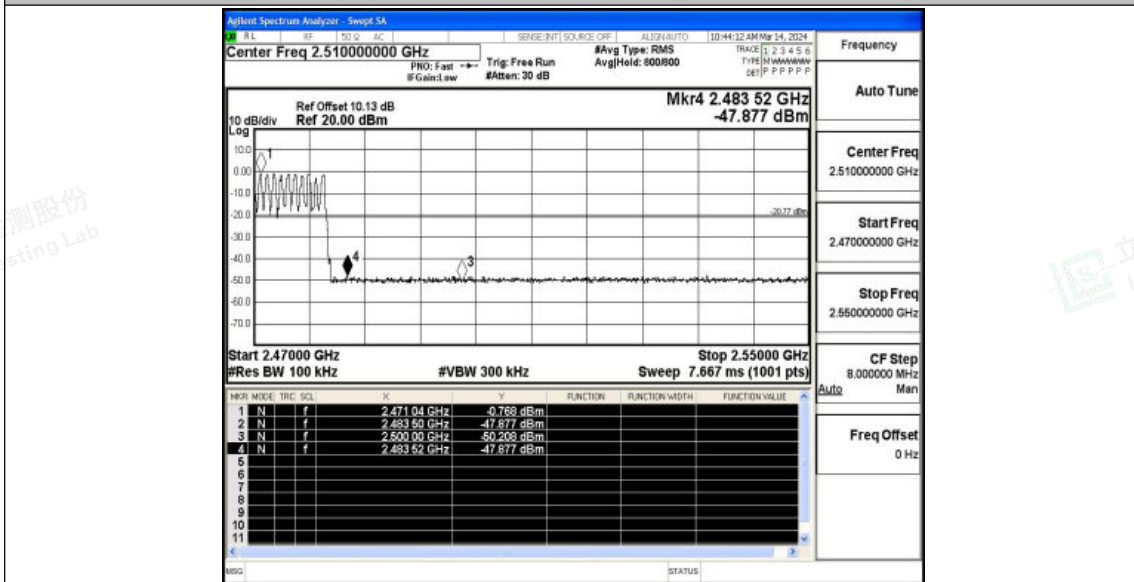 Agilent Spectrum Analyzer - Swept SA
RL RF 50 Ω AC SENSE:INT SOURCE OFF ALIGNAUTO 10:44:12 AM Mar 14, 2024
Center Freq 2.510000000 GHz
PNO: Fast
IFGain:Low
Trig: Free Run
#Atten: 30 dB
#Avg Type: RMS
Avg|Hold: 800/800
TRACE 1 2 3 4 5 6
TYPE MWWWWW
DET P P P P P P
Ref Offset 10.13 dB
Ref 20.00 dBm
10 dB/div
Log
Mkr4 2.483 52 GHz
-47.877 dBm
10.0
0.00
-10.0
-20.0
-30.0
-40.0
-50.0
-60.0
-70.0
1
4
3
-20.77 dBm
Start 2.47000 GHz
Stop 2.55000 GHz
#Res BW 100 kHz
#VBW 300 kHz
Sweep 7.667 ms (1001 pts)
MKR MODE TRC SCL X Y FUNCTION FUNCTION WIDTH FUNCTION VALUE
1 N f 2.471 04 GHz -0.768 dBm
2 N f 2.483 50 GHz -47.877 dBm
3 N f 2.500 00 GHz -50.208 dBm
4 N f 2.483 52 GHz -47.877 dBm
5
6
7
8
9
10
11
MSG
STATUS
Frequency
Auto Tune
Center Freq
2.510000000 GHz
Start Freq
2.470000000 GHz
Stop Freq
2.550000000 GHz
CF Step
8.000000 MHz
Auto Man
Freq Offset
0 Hz
测股份
sting Lab
立